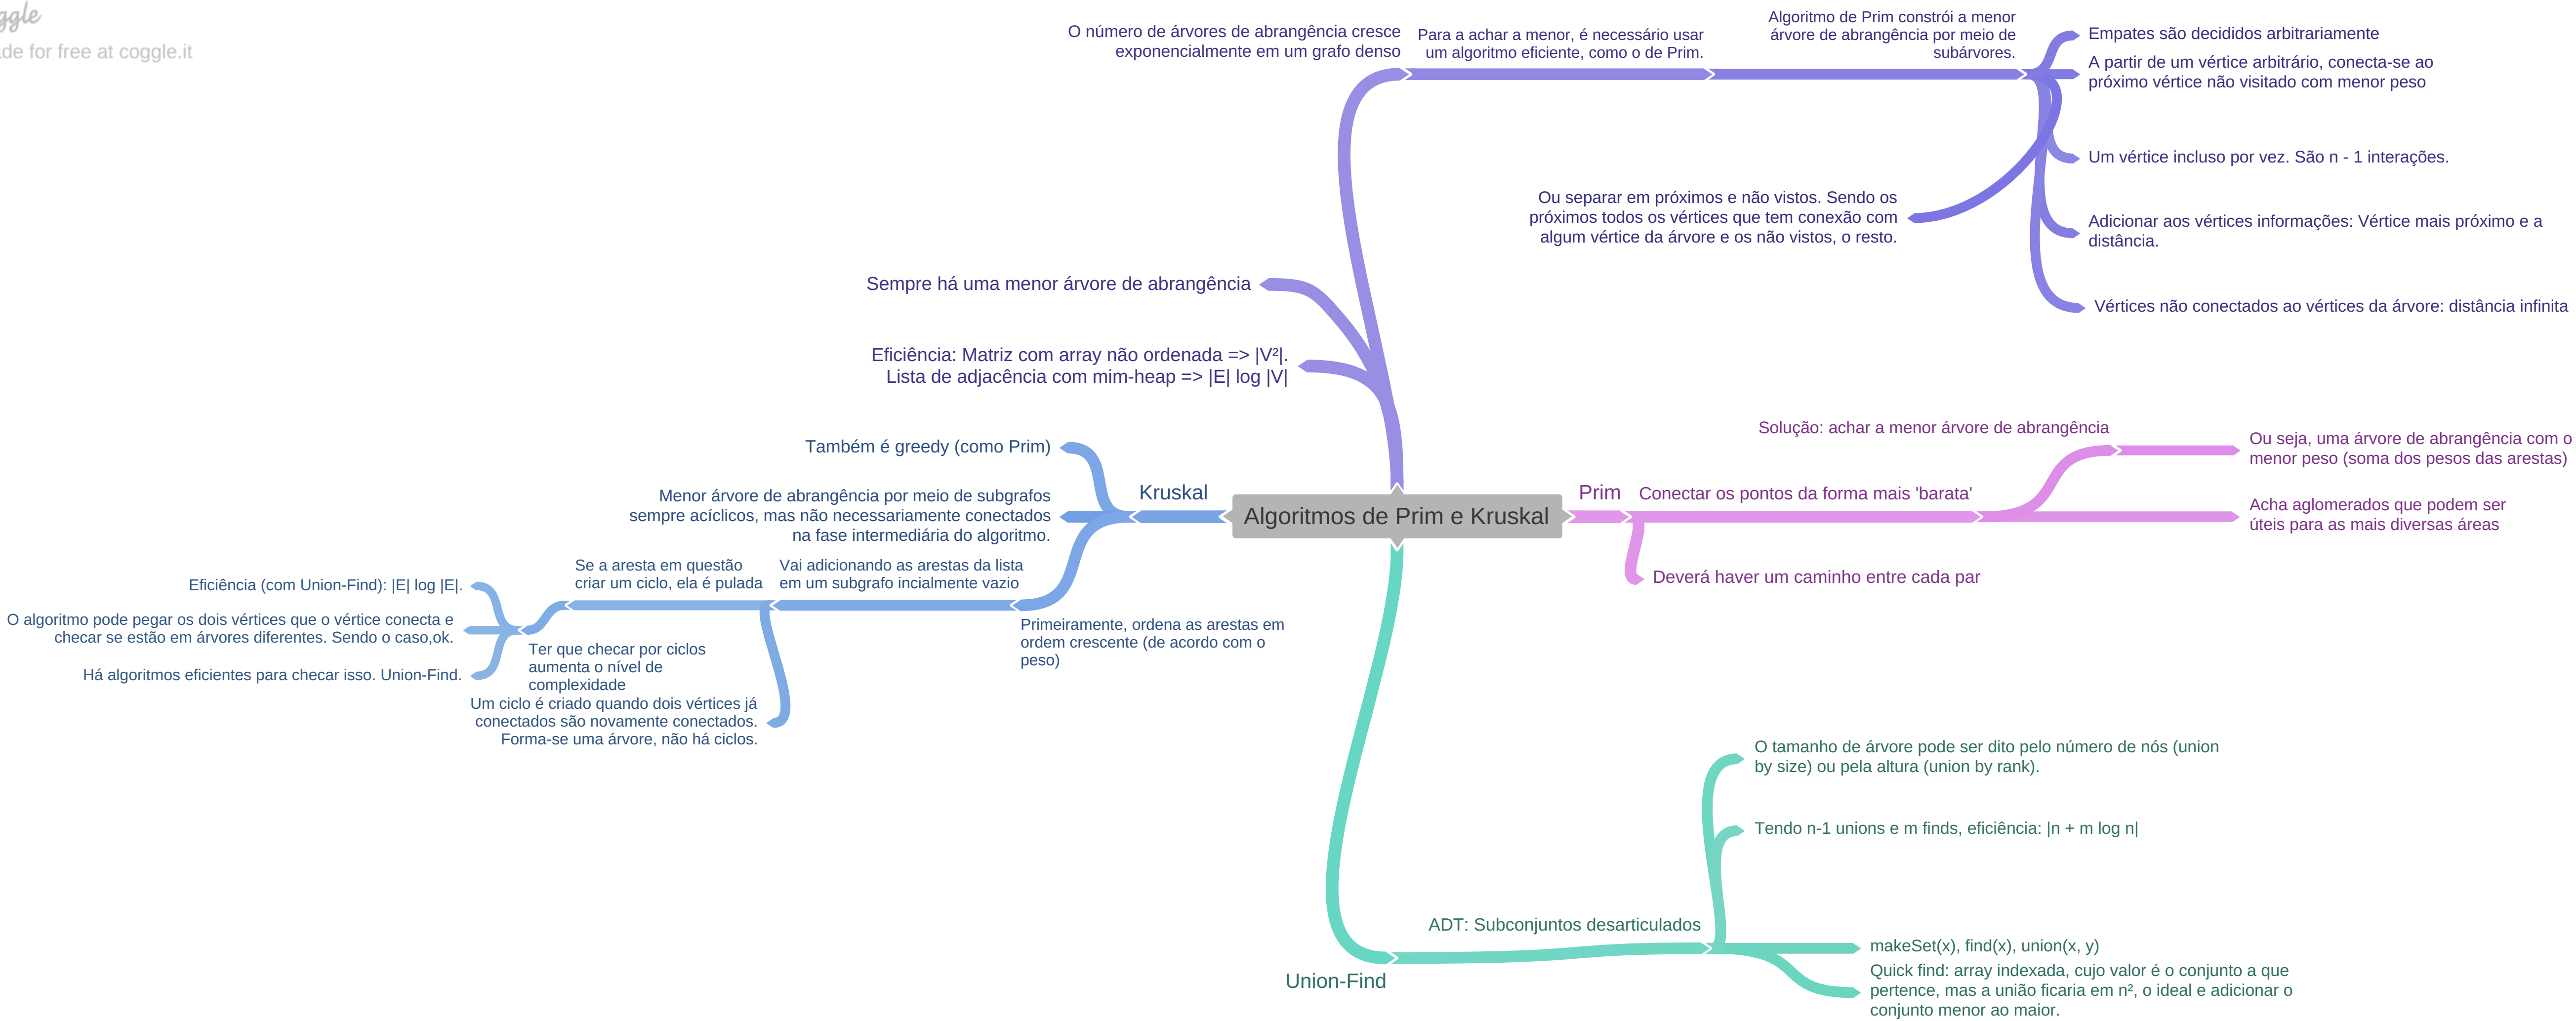 ggle
ade for free at coggle.it
O número de árvores de abrangência cresce
exponencialmente em um grafo denso
Para a achar a menor, é necessário usar
um algoritmo eficiente, como o de Prim.
Algoritmo de Prim constrói a menor
árvore de abrangência por meio de
subárvores.
Empates são decididos arbitrariamente
A partir de um vértice arbitrário, conecta-se ao
próximo vértice não visitado com menor peso
Um vértice incluso por vez. São n - 1 interações.
Ou separar em próximos e não vistos. Sendo os
próximos todos os vértices que tem conexão com
algum vértice da árvore e os não vistos, o resto.
Adicionar aos vértices informações: Vértice mais próximo e a
distância.
Vértices não conectados ao vértices da árvore: distância infinita
Sempre há uma menor árvore de abrangência
Eficiência: Matriz com array não ordenada => |V²|.
Lista de adjacência com mim-heap => |E| log |V|
Algoritmos de Prim e Kruskal
Prim
Conectar os pontos da forma mais 'barata'
Solução: achar a menor árvore de abrangência
Ou seja, uma árvore de abrangência com o
menor peso (soma dos pesos das arestas)
Acha aglomerados que podem ser
úteis para as mais diversas áreas
Deverá haver um caminho entre cada par
Kruskal
Também é greedy (como Prim)
Menor árvore de abrangência por meio de subgrafos
sempre acíclicos, mas não necessariamente conectados
na fase intermediária do algoritmo.
Primeiramente, ordena as arestas em
ordem crescente (de acordo com o
peso)
Vai adicionando as arestas da lista
em um subgrafo incialmente vazio
Se a aresta em questão
criar um ciclo, ela é pulada
Ter que checar por ciclos
aumenta o nível de
complexidade
Eficiência (com Union-Find): |E| log |E|.
O algoritmo pode pegar os dois vértices que o vértice conecta e
checar se estão em árvores diferentes. Sendo o caso,ok.
Há algoritmos eficientes para checar isso. Union-Find.
Um ciclo é criado quando dois vértices já
conectados são novamente conectados.
Forma-se uma árvore, não há ciclos.
Union-Find
ADT: Subconjuntos desarticulados
O tamanho de árvore pode ser dito pelo número de nós (union
by size) ou pela altura (union by rank).
Tendo n-1 unions e m finds, eficiência: |n + m log n|
makeSet(x), find(x), union(x, y)
Quick find: array indexada, cujo valor é o conjunto a que
pertence, mas a união ficaria em n², o ideal e adicionar o
conjunto menor ao maior.